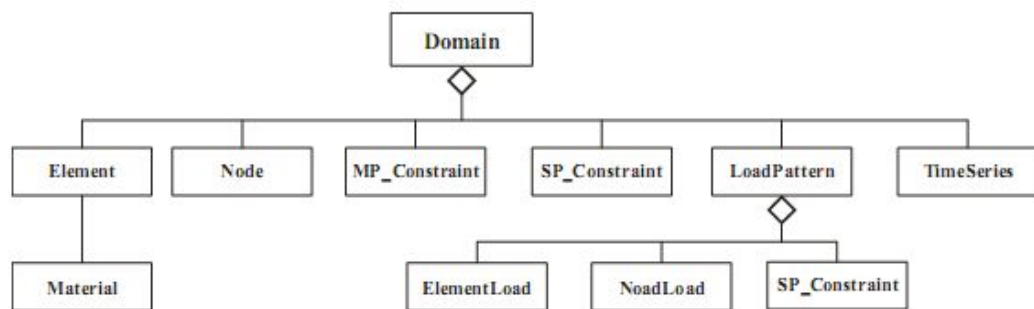 Domain
Element
Node
MP_Constraint
SP_Constraint
LoadPattern
TimeSeries
Material
ElementLoad
NoadLoad
SP_Constraint